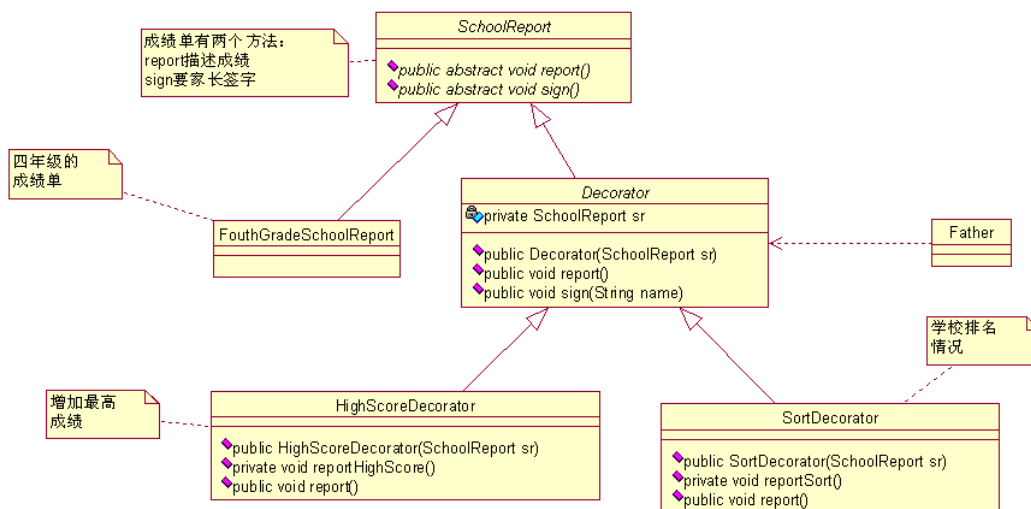 成绩单有两个方法：
report描述成绩
sign要家长签字
SchoolReport
public abstract void report()
public abstract void sign()
四年级的
成绩单
FouthGradeSchoolReport
Decorator
private SchoolReport sr
public Decorator(SchoolReport sr)
public void report()
public void sign(String name)
Father
学校排名
情况
增加最高
成绩
HighScoreDecorator
public HighScoreDecorator(SchoolReport sr)
private void reportHighScore()
public void report()
SortDecorator
public SortDecorator(SchoolReport sr)
private void reportSort()
public void report()